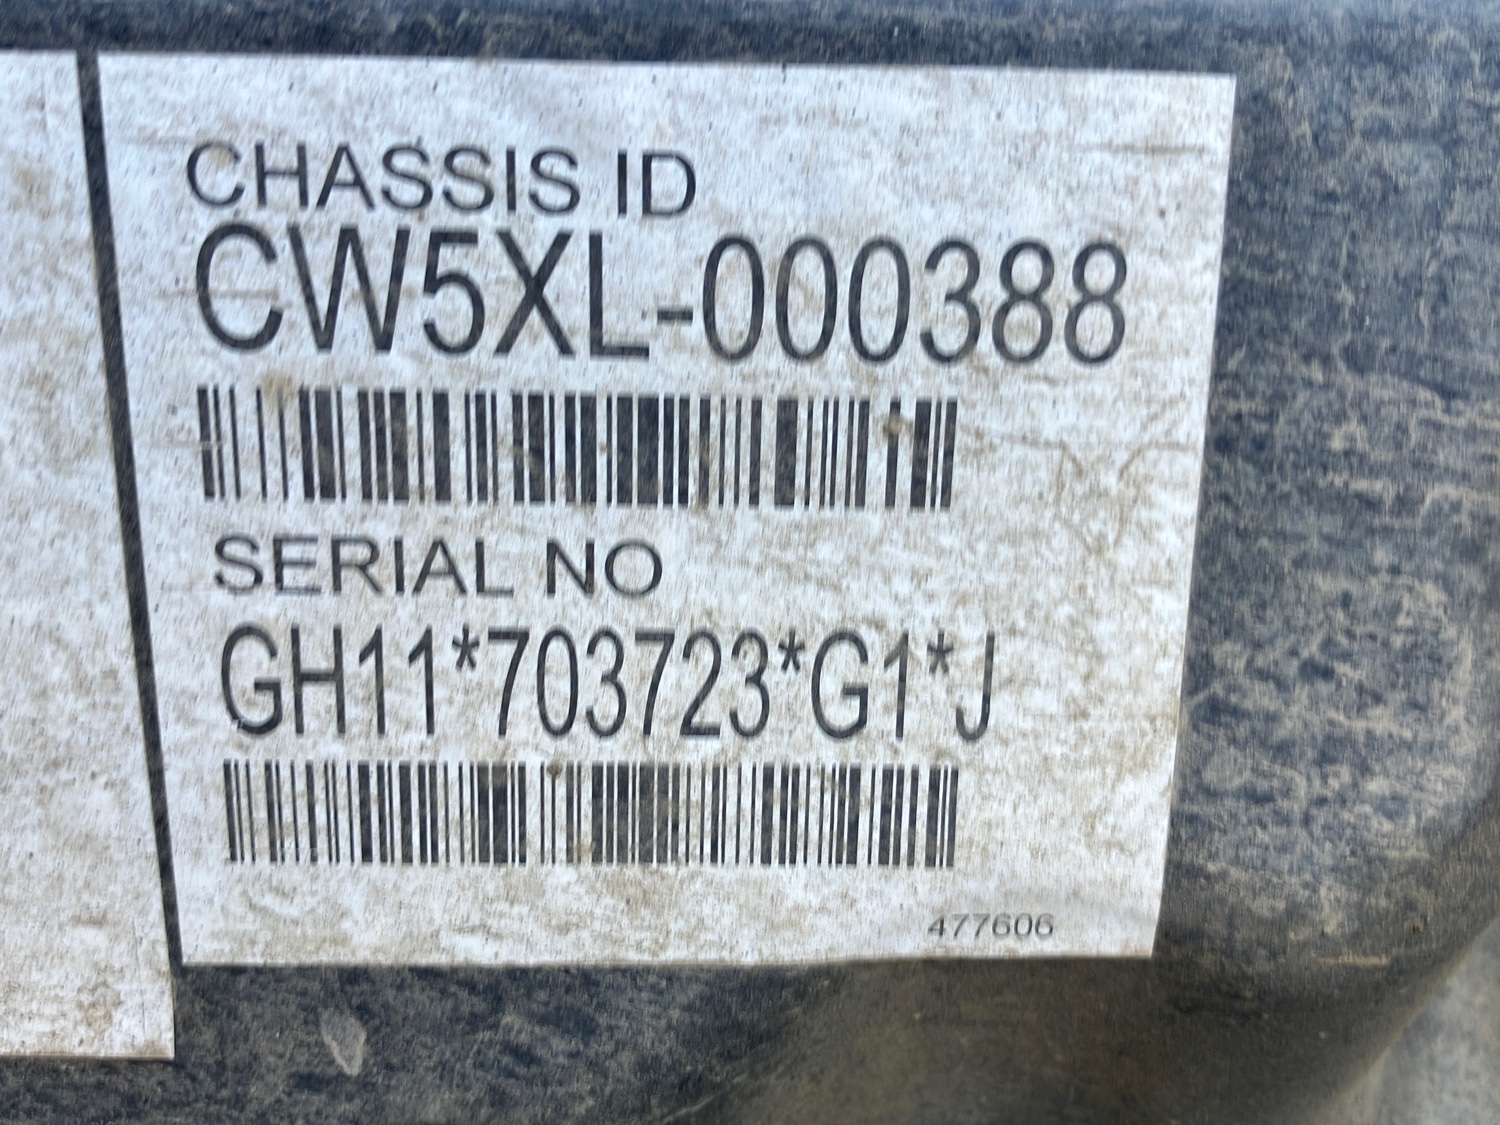 CHASSIS ID
CW5XL-000388
SERIAL NO
GH11*703723*G1*J
477606